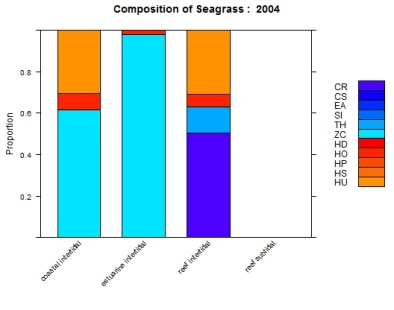 Composition of Seagrass : 2004
Proportion
0.8
0.6
0.4
0.2
coastal intertidal
estuarine intertidal
reef intertidal
reef subtidal
CR
CS
EA
SI
TH
ZC
HD
HO
HP
HS
HU